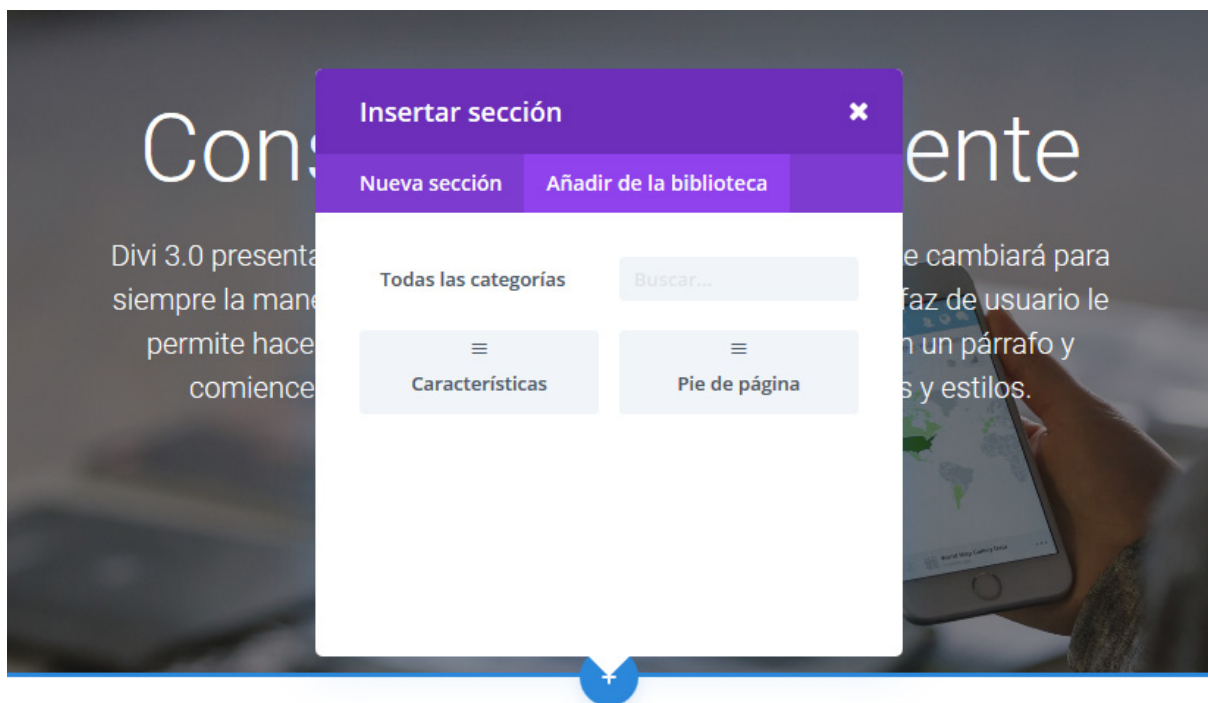 Insertar sección
Nueva sección Añadir de la biblioteca
Todas las categorías Buscar...
Características Pie de página
Cons ente
Divi 3.0 presenta e cambiará para
siempre la mane faz de usuario le
permite hace n un párrafo y
comience s y estilos.